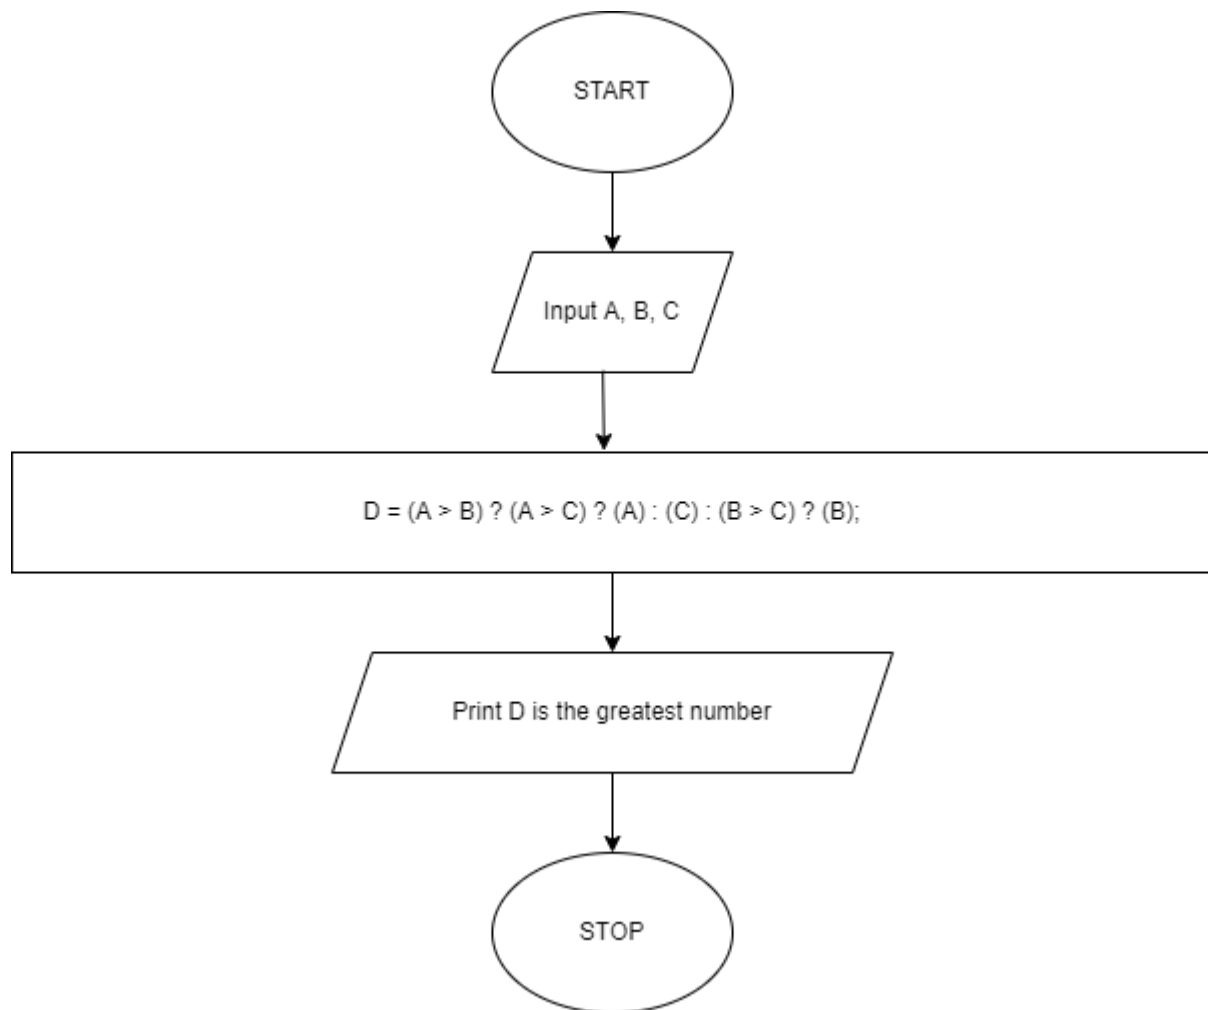 START
Input A, B, C
D = (A > B) ? (A > C) ? (A) : (C) : (B > C) ? (B);
Print D is the greatest number
STOP